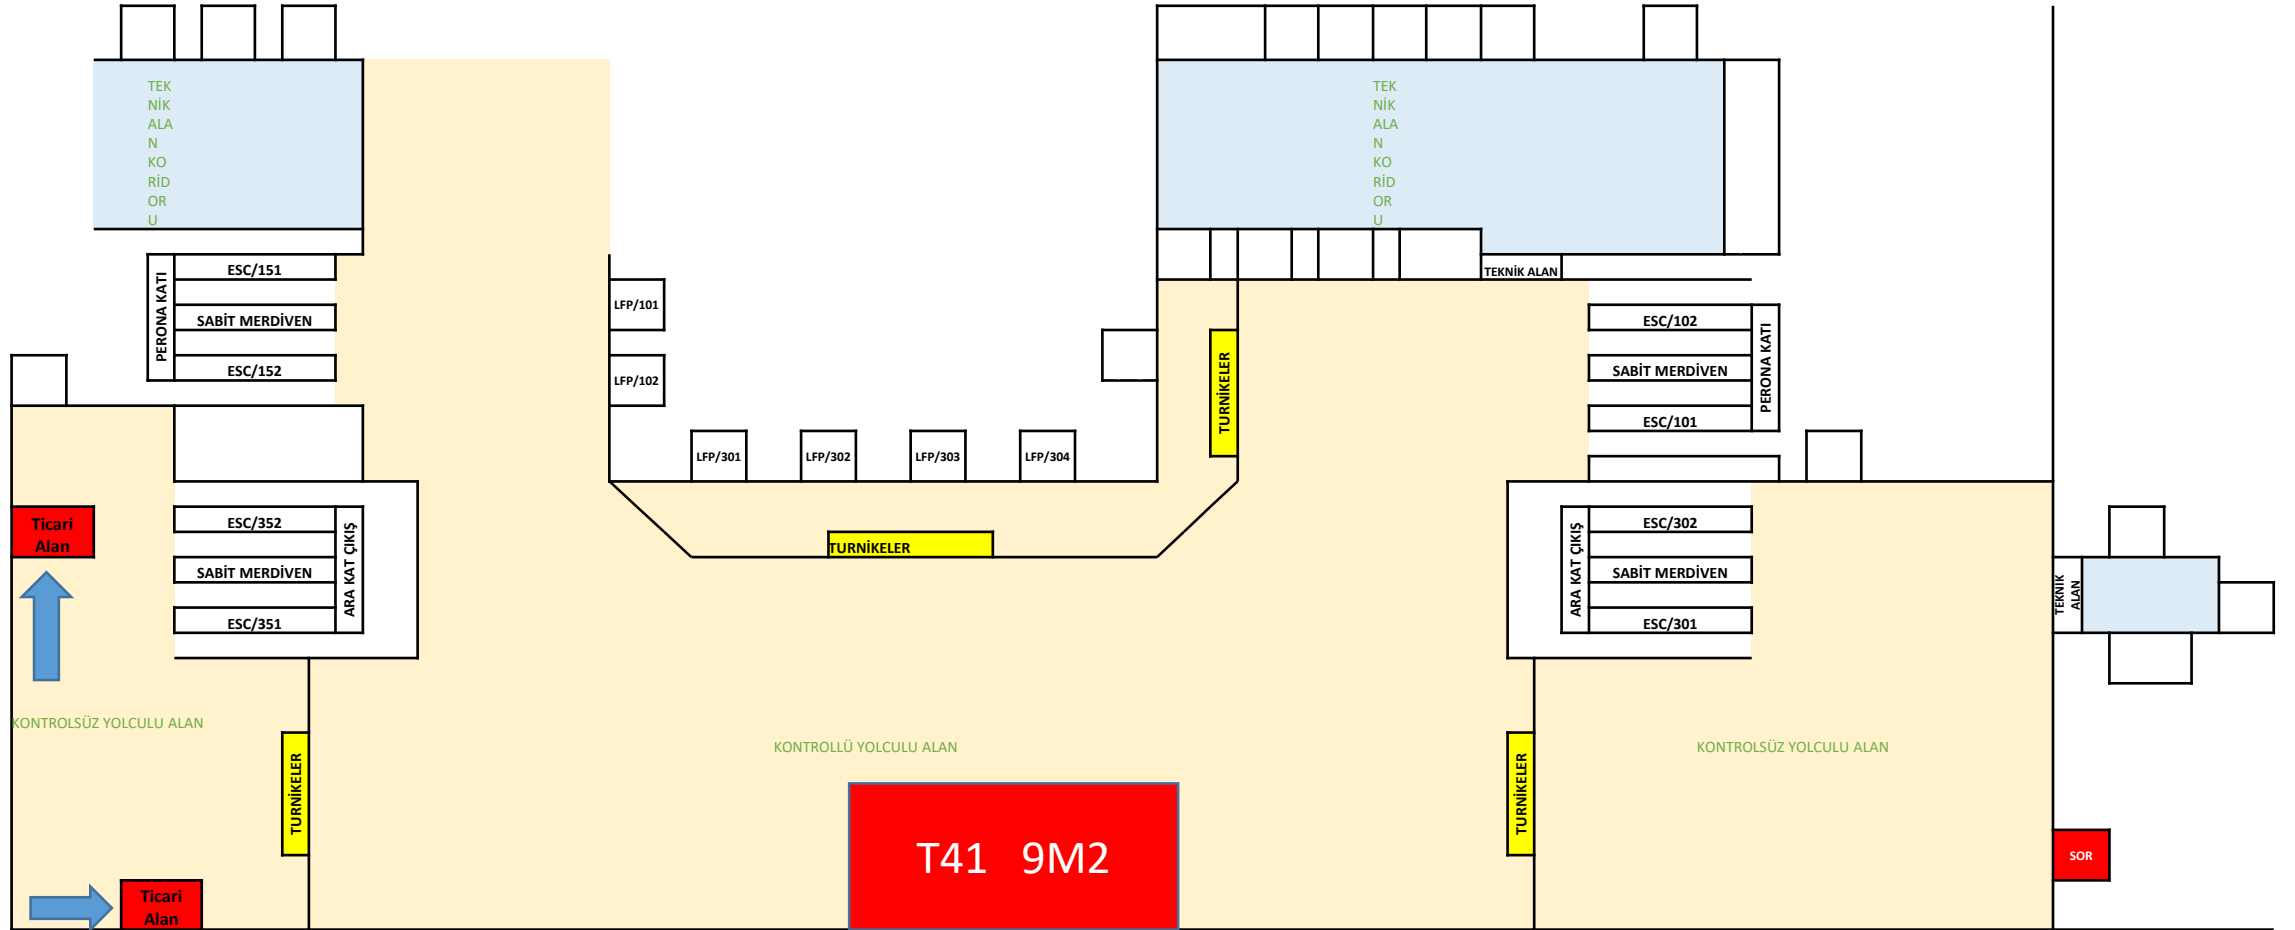 TEK
NİK
ALA
N
KO
RİD
OR
U
TEK
NİK
ALA
N
KO
RİD
OR
U
PERONA KATI
ESC/151
SABİT MERDİVEN
ESC/152
LFP/101
LFP/102
LFP/301
LFP/302
LFP/303
LFP/304
TURNİKELER
TEKNİK ALAN
ESC/102
SABİT MERDİVEN
ESC/101
PERONA KATI
Ticari
Alan
ESC/352
SABİT MERDİVEN
ESC/351
ARA KAT ÇIKIŞ
TURNİKELER
ARA KAT ÇIKIŞ
ESC/302
SABİT MERDİVEN
ESC/301
TEKNİK
ALAN
KONTROLSÜZ YOLCULU ALAN
KONTROLLÜ YOLCULU ALAN
KONTROLSÜZ YOLCULU ALAN
TURNİKELER
TURNİKELER
T41 9M2
SOR
Ticari
Alan